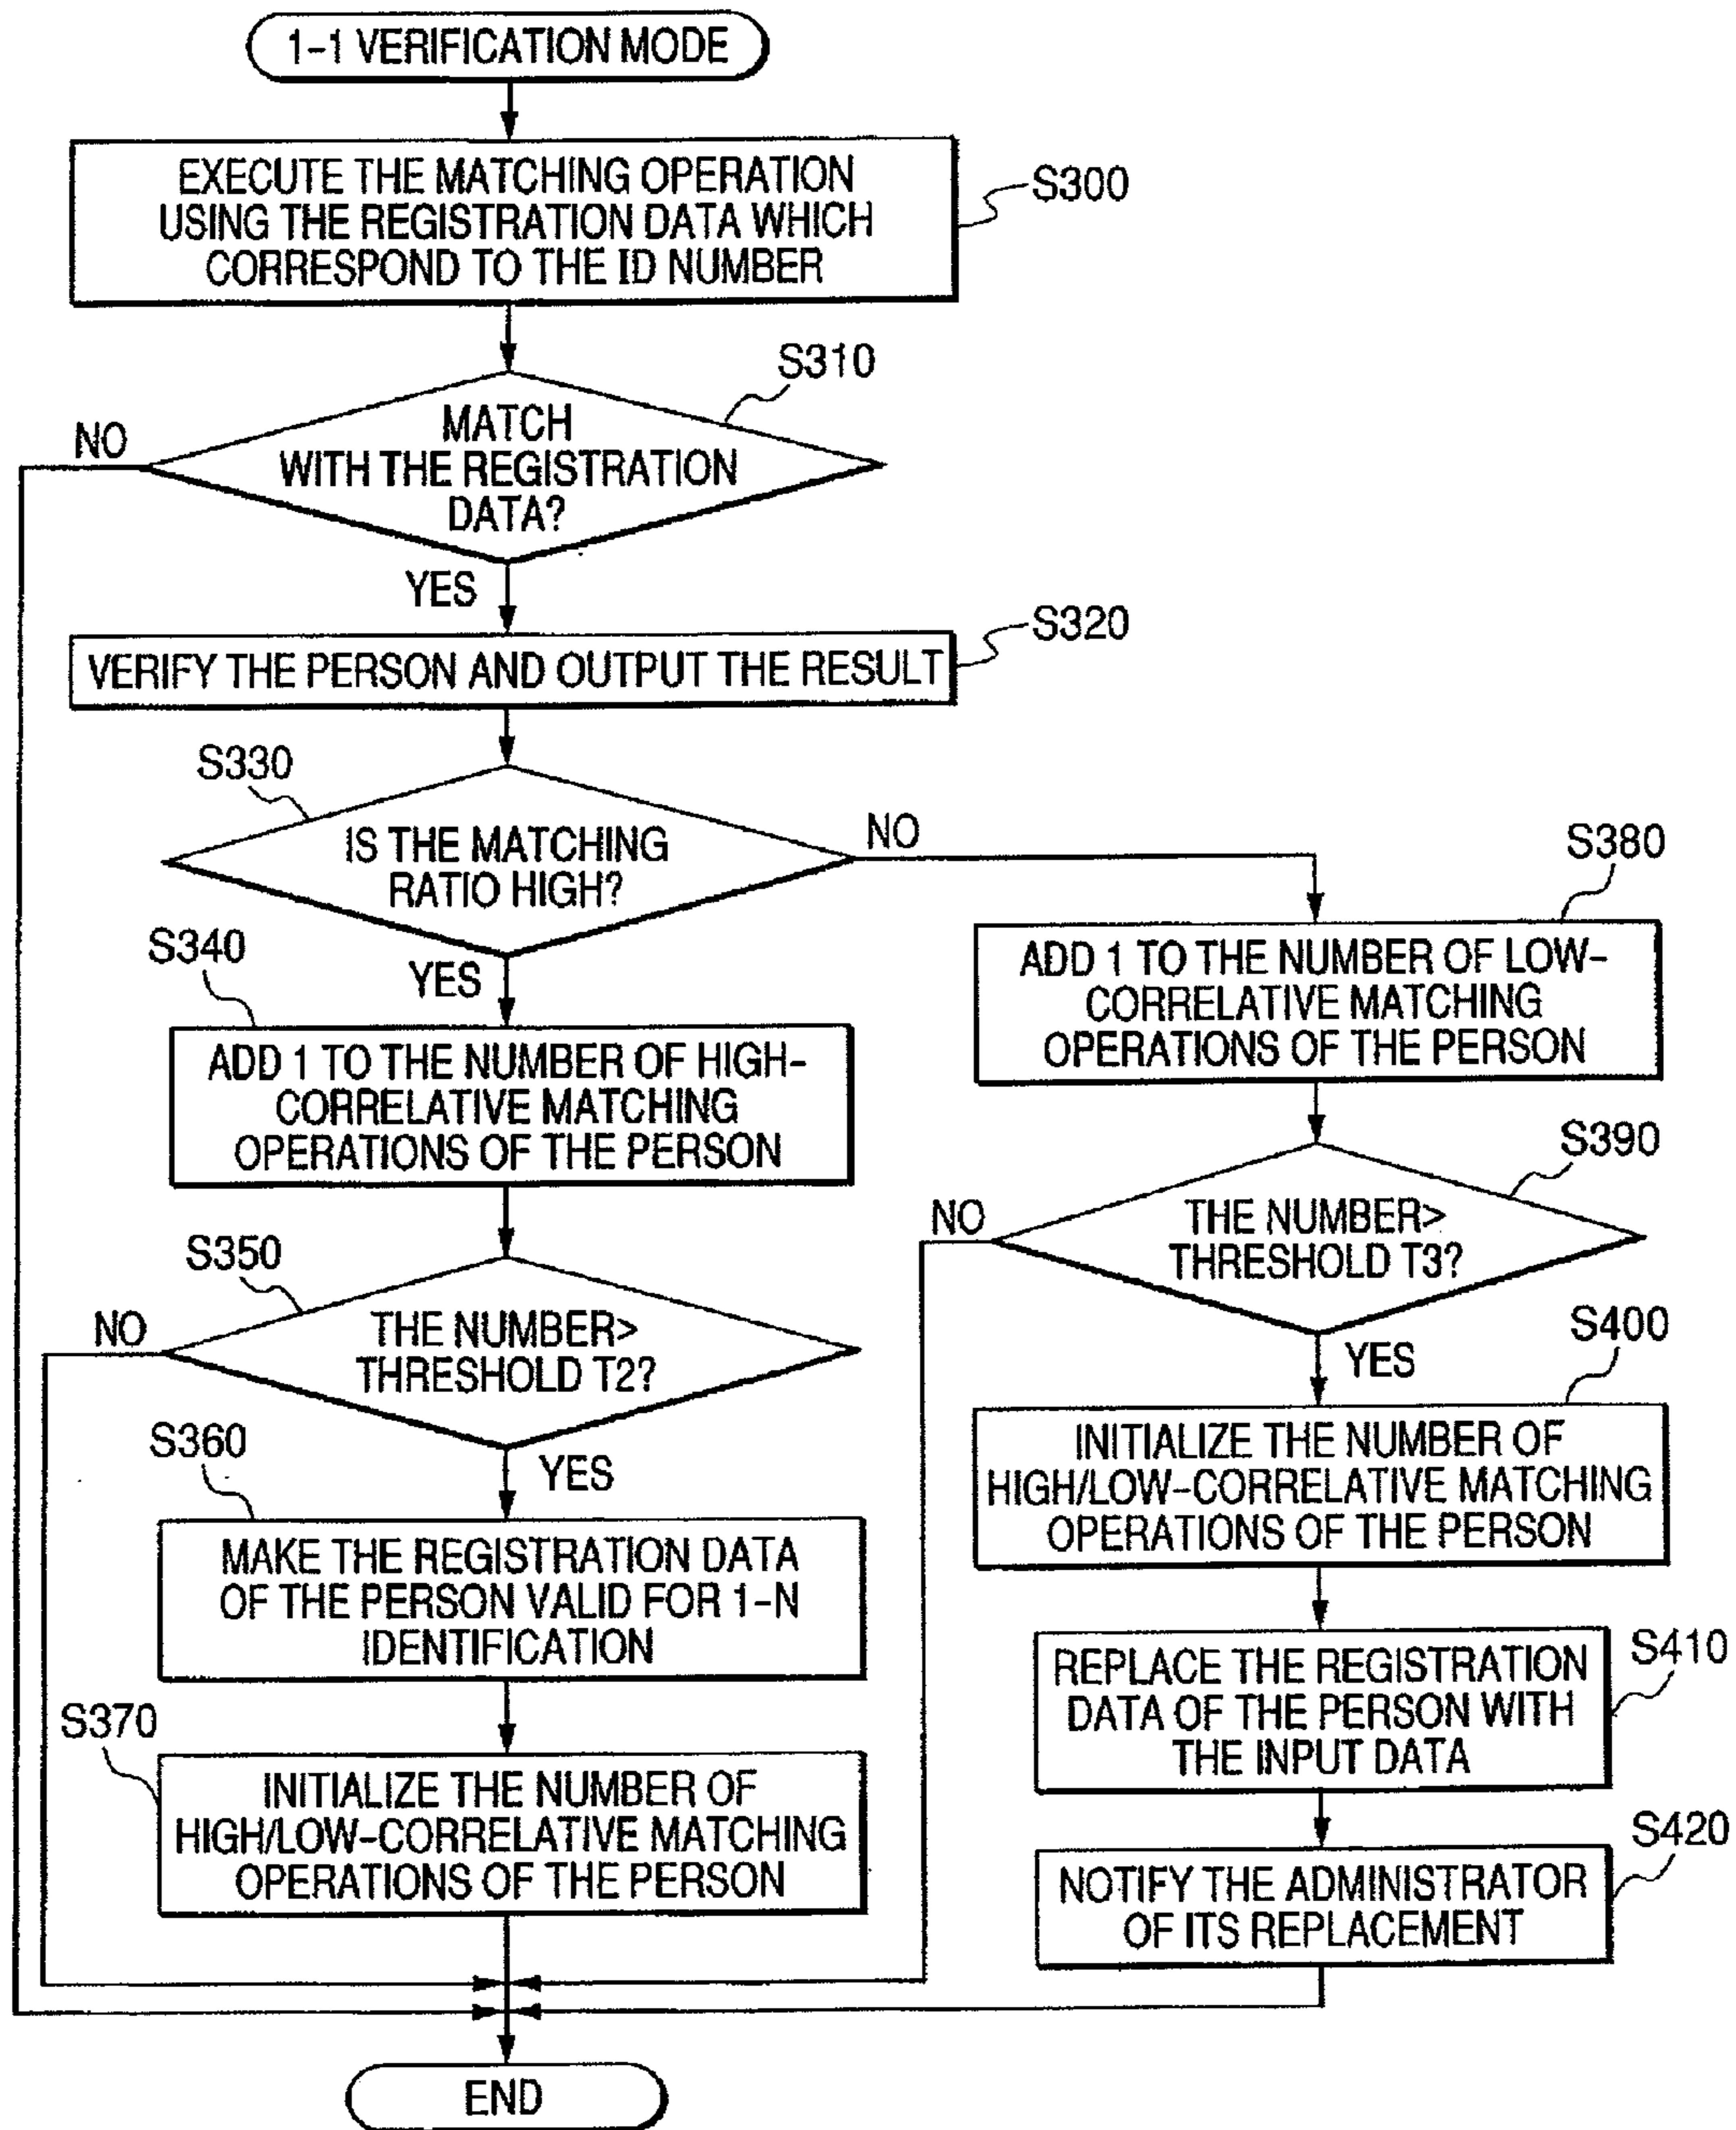 1-1 VERIFICATION MODE
EXECUTE THE MATCHING OPERATION
USING THE REGISTRATION DATA WHICH
CORRESPOND TO THE ID NUMBER
S300
S310
MATCH
WITH THE REGISTRATION
DATA?
NO
YES
S320
VERIFY THE PERSON AND OUTPUT THE RESULT
S330
IS THE MATCHING
RATIO HIGH?
NO
YES
S340
ADD 1 TO THE NUMBER OF HIGH-
CORRELATIVE MATCHING
OPERATIONS OF THE PERSON
S350
THE NUMBER>
THRESHOLD T2?
NO
YES
S360
MAKE THE REGISTRATION DATA
OF THE PERSON VALID FOR 1-N
IDENTIFICATION
S370
INITIALIZE THE NUMBER OF
HIGH/LOW-CORRELATIVE MATCHING
OPERATIONS OF THE PERSON
S380
ADD 1 TO THE NUMBER OF LOW-
CORRELATIVE MATCHING
OPERATIONS OF THE PERSON
S390
THE NUMBER>
THRESHOLD T3?
NO
YES
S400
INITIALIZE THE NUMBER OF
HIGH/LOW-CORRELATIVE MATCHING
OPERATIONS OF THE PERSON
S410
REPLACE THE REGISTRATION
DATA OF THE PERSON WITH
THE INPUT DATA
S420
NOTIFY THE ADMINISTRATOR
OF ITS REPLACEMENT
END